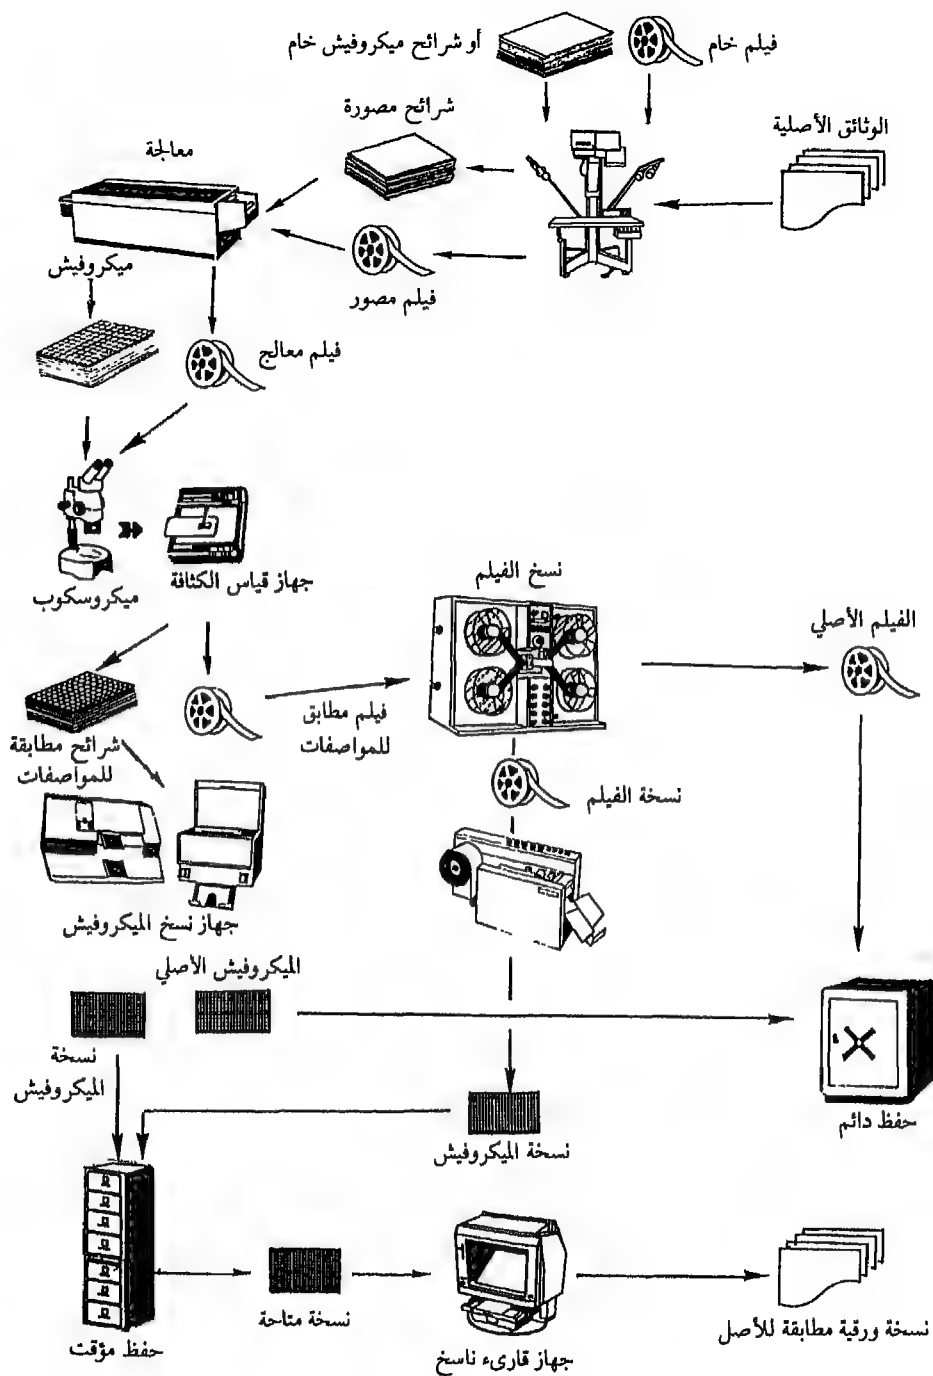 فيلم خام
أو شرائح ميكروفيش خام
الوثائق الأصلية
شرائح مصورة
معالجة
فيلم مصور
ميكروفيش
فيلم معالج
جهاز قياس الكثافة
ميكروسكوب
نسخ الفيلم
الفيلم الأصلي
فيلم مطابق
للمواصفات
شرائح مطابقة
للمواصفات
نسخة الفيلم
جهاز نسخ الميكروفيش
الميكروفيش الأصلي
نسخة
الميكروفيش
حفظ دائم
نسخة الميكروفيش
نسخة متاحة
حفظ مؤقت
جهاز قارىء ناسخ
نسخة ورقية مطابقة للأصل